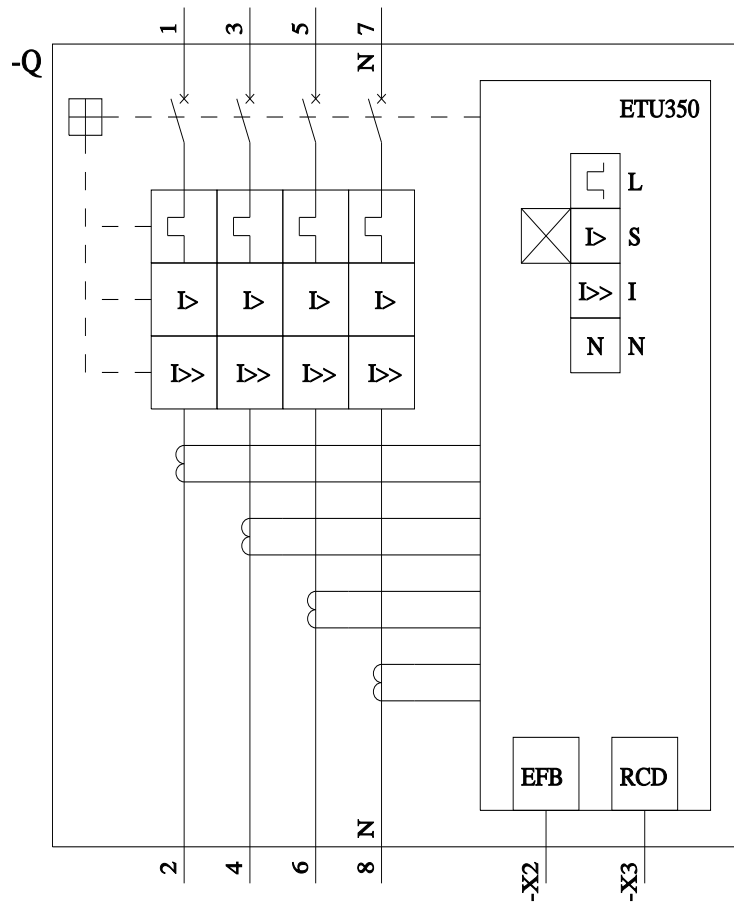 1 3 5 7
-Q N
ETU350
L
I> S
I> I> I> I> I>> I
N N
I>> I>> I>> I>>
EFB RCD
N
2 4 6 8 -X2 -X3